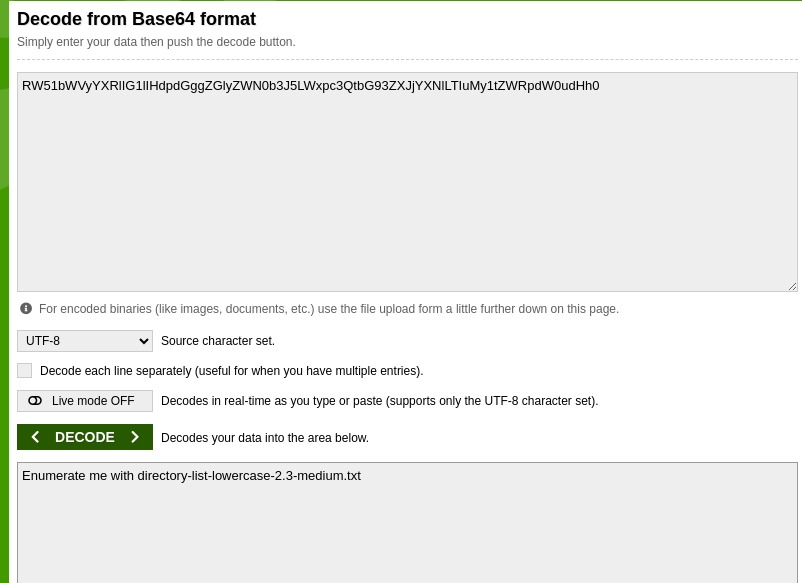 Decode from Base64 format
Simply enter your data then push the decode button.
RW51bWVyYXRlIG1lIHdpdGggZGlyZWN0b3J5LWxpc3QtbG93ZXJjYXNlLTIuMy1tZWRpdW0udHh0
For encoded binaries (like images, documents, etc.) use the file upload form a little further down on this page.
UTF-8 Source character set.
Decode each line separately (useful for when you have multiple entries).
Live mode OFF Decodes in real-time as you type or paste (supports only the UTF-8 character set).
DECODE Decodes your data into the area below.
Enumerate me with directory-list-lowercase-2.3-medium.txt